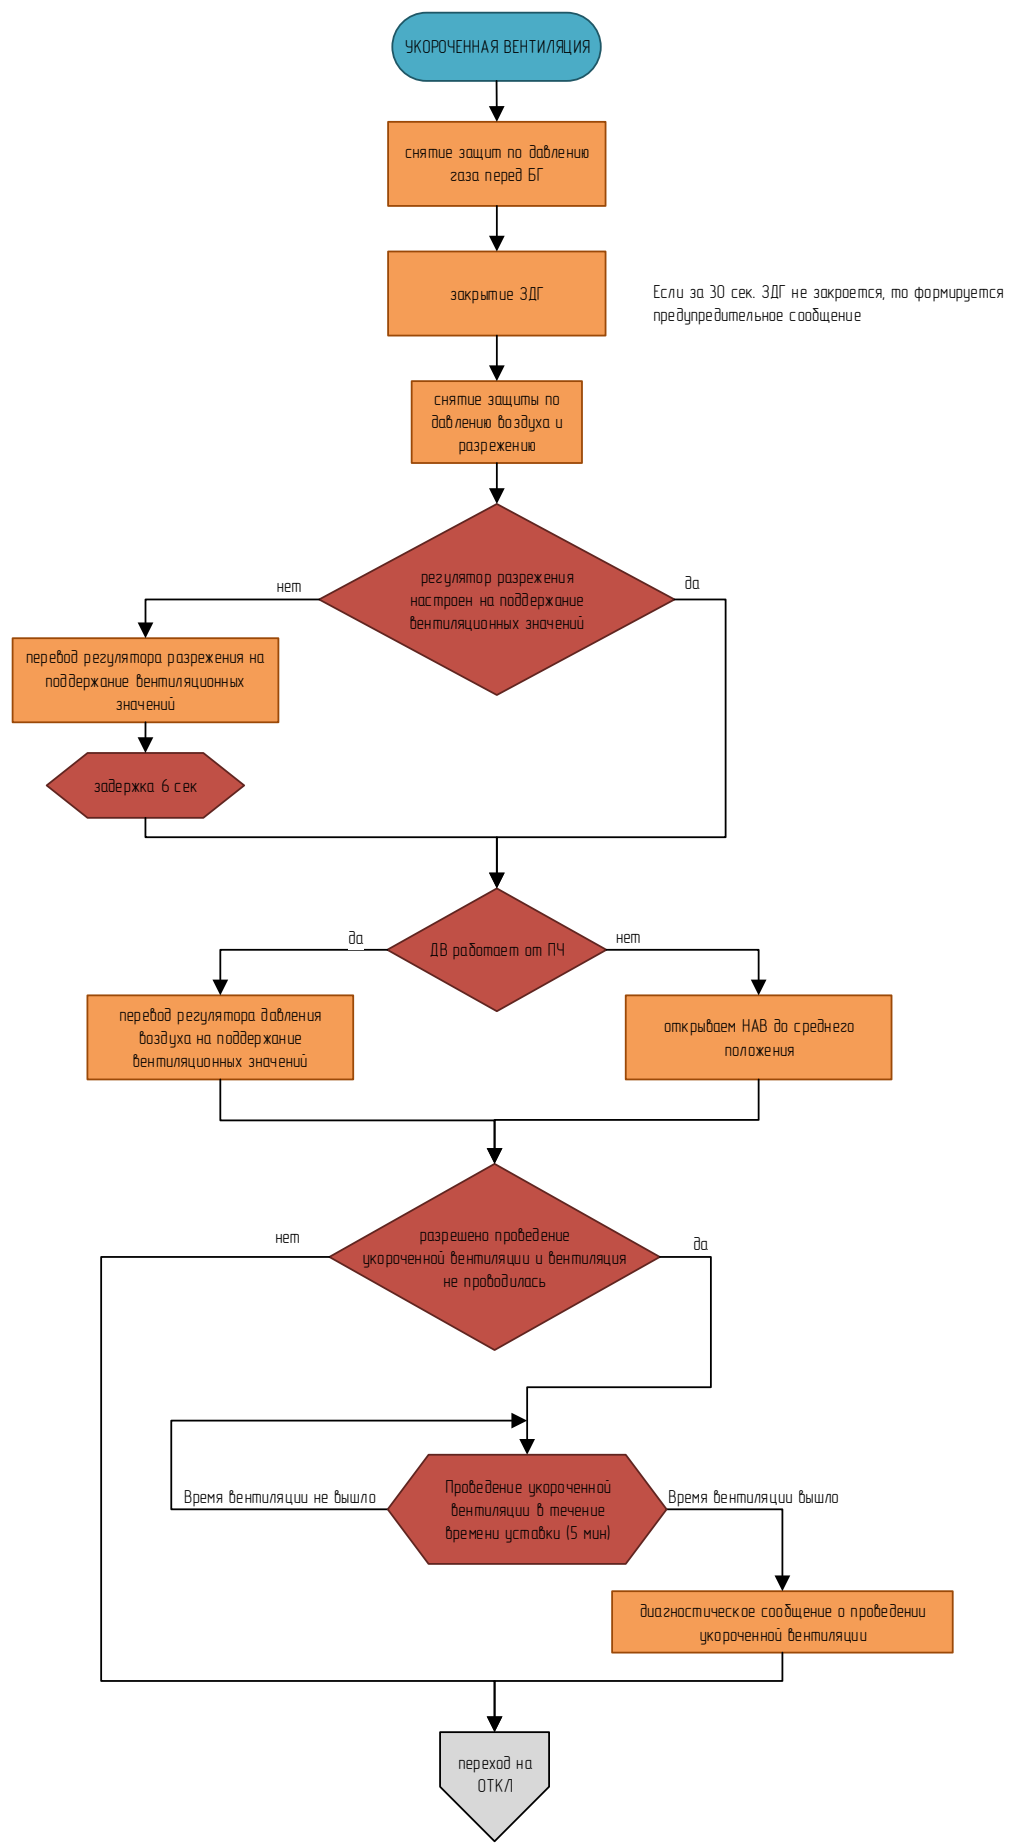 УКОРОЧЕННАЯ ВЕНТИЛЯЦИЯ
снятие защит по давлению
газа перед БГ
закрытие ЗДГ
Если за 30 сек. ЗДГ не закроется, то формируется
предупредительное сообщение
снятие защиты по
давлению воздуха и
разрежению
регулятор разрежения
настроен на поддержание
вентиляционных значений
нет
да
перевод регулятора разрежения на
поддержание вентиляционных
значений
задержка 6 сек
ДВ работает от ПЧ
да
нет
перевод регулятора давления
воздуха на поддержание
вентиляционных значений
открываем НАВ до среднего
положения
разрешено проведение
укороченной вентиляции и вентиляция
не проводилась
нет
да
Время вентиляции не вышло
Проведение укороченной
вентиляции в течение
времени уставки (5 мин)
Время вентиляции вышло
диагностическое сообщение о проведении
укороченной вентиляции
переход на
ОТКЛ